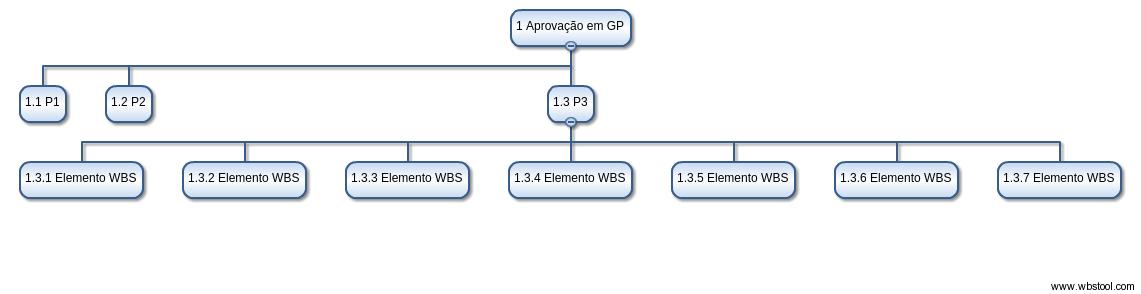 1 Aprovação em GP
1.1 P1
1.2 P2
1.3 P3
1.3.1 Elemento WBS
1.3.2 Elemento WBS
1.3.3 Elemento WBS
1.3.4 Elemento WBS
1.3.5 Elemento WBS
1.3.6 Elemento WBS
1.3.7 Elemento WBS
www.wbstool.com